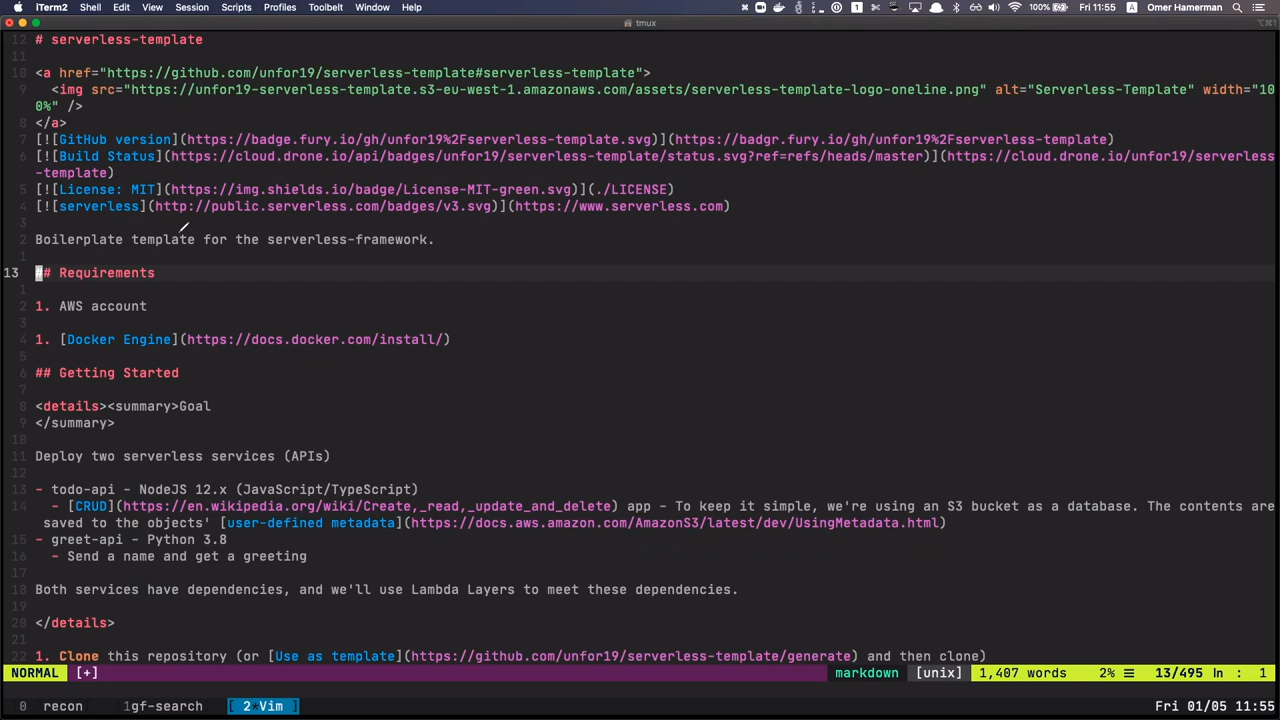 iTerm2 Shell Edit View Session Scripts Profiles Toolbelt Window Help 1 100% Fri 11:55 Omer Hamerman
tmux ⌥⌘1
12 # serverless-template
11
10 <a href="https://github.com/unfor19/serverless-template#serverless-template">
9 <img src="https://unfor19-serverless-template.s3-eu-west-1.amazonaws.com/assets/serverless-template-logo-oneline.png" alt="Serverless-Template" width="10
0%" />
8 </a>
7 [![GitHub version](https://badge.fury.io/gh/unfor19%2Fserverless-template.svg)](https://badgr.fury.io/gh/unfor19%2Fserverless-template)
6 [![Build Status](https://cloud.drone.io/api/badges/unfor19/serverless-template/status.svg?ref=refs/heads/master)](https://cloud.drone.io/unfor19/serverless
-template)
5 [![License: MIT](https://img.shields.io/badge/License-MIT-green.svg)](./LICENSE)
4 [![serverless](http://public.serverless.com/badges/v3.svg)](https://www.serverless.com)
3
2 Boilerplate template for the serverless-framework.
1
13 ## Requirements
1
2 1. AWS account
3
4 1. [Docker Engine](https://docs.docker.com/install/)
5
6 ## Getting Started
7
8 <details><summary>Goal
9 </summary>
10
11 Deploy two serverless services (APIs)
12
13 - todo-api - NodeJS 12.x (JavaScript/TypeScript)
14 - [CRUD](https://en.wikipedia.org/wiki/Create,_read,_update_and_delete) app - To keep it simple, we're using an S3 bucket as a database. The contents are
saved to the objects' [user-defined metadata](https://docs.aws.amazon.com/AmazonS3/latest/dev/UsingMetadata.html)
15 - greet-api - Python 3.8
16 - Send a name and get a greeting
17
18 Both services have dependencies, and we'll use Lambda Layers to meet these dependencies.
19
20 </details>
21
22 1. Clone this repository (or [Use as template](https://github.com/unfor19/serverless-template/generate) and then clone)
NORMAL [+] markdown [unix] 1,407 words 2% ☰ 13/495 ln : 1
0 recon 1gf-search [ 2*Vim ] Fri 01/05 11:55